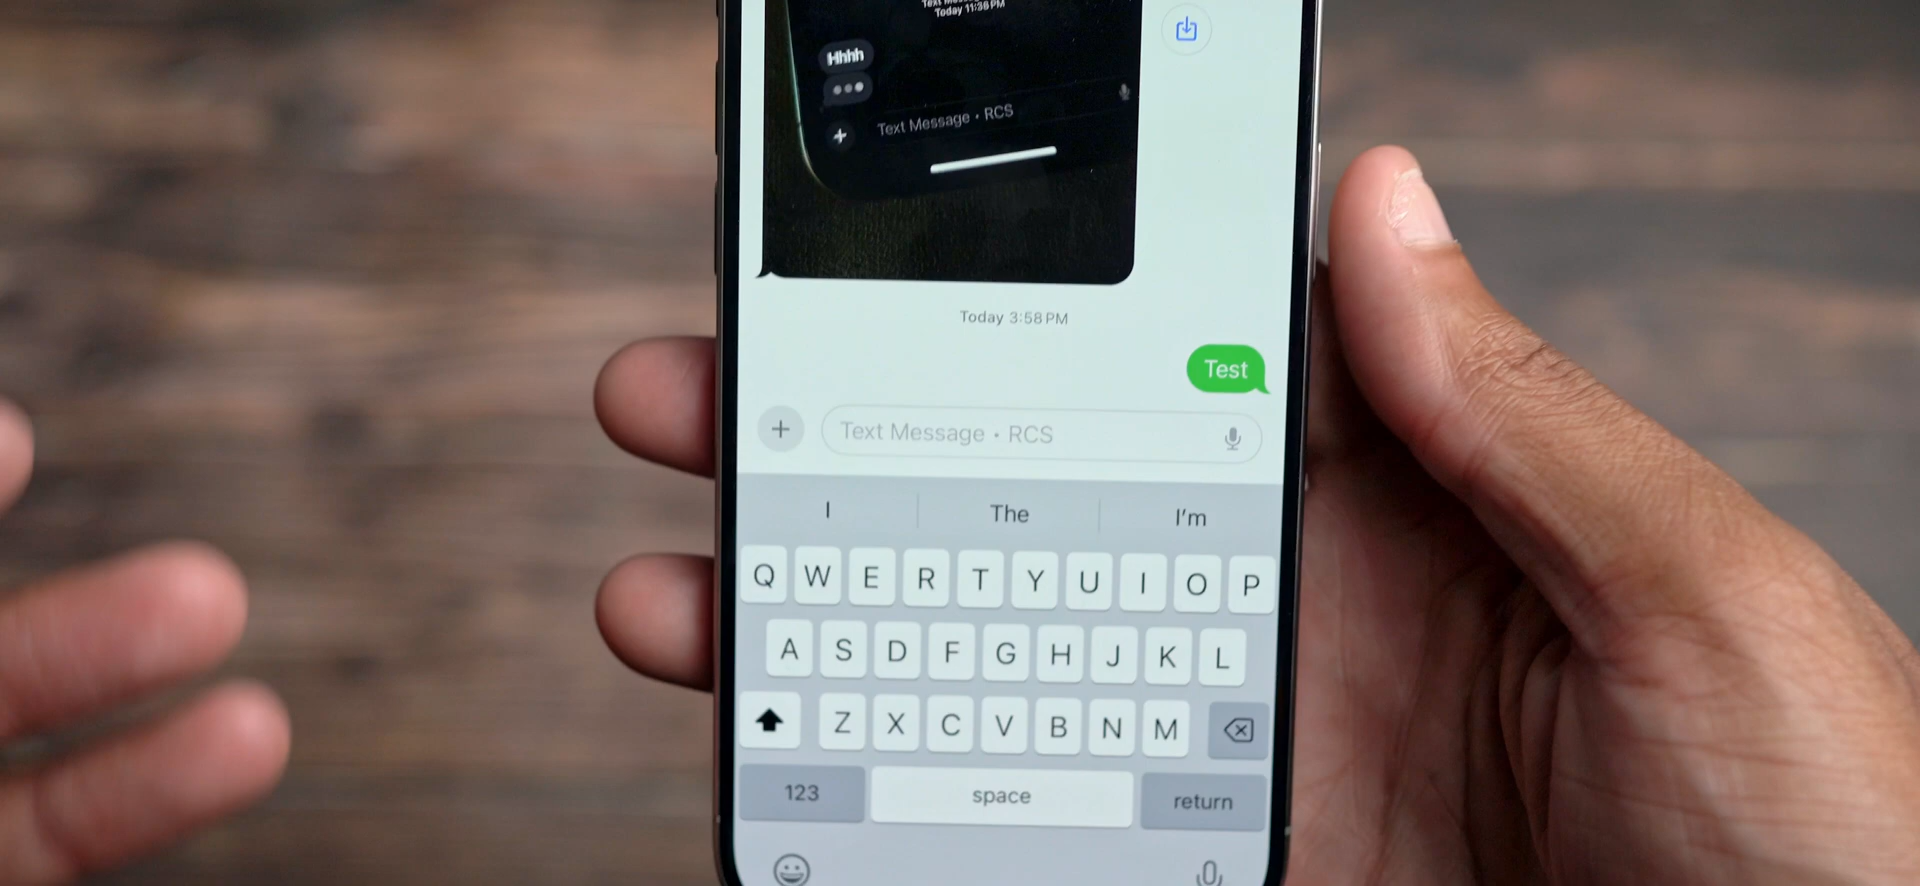 Today 11:36 PM
Hhhh
Text Message • RCS
Today 3:58 PM
Test
Text Message • RCS
I The I'm
Q W E R T Y U I O P
A S D F G H J K L
Z X C V B N M
123 space return